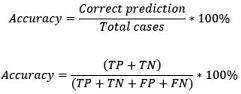 Accuracy = Correct prediction / Total cases * 100%
Accuracy = (TP + TN) / (TP + TN + FP + FN) * 100%